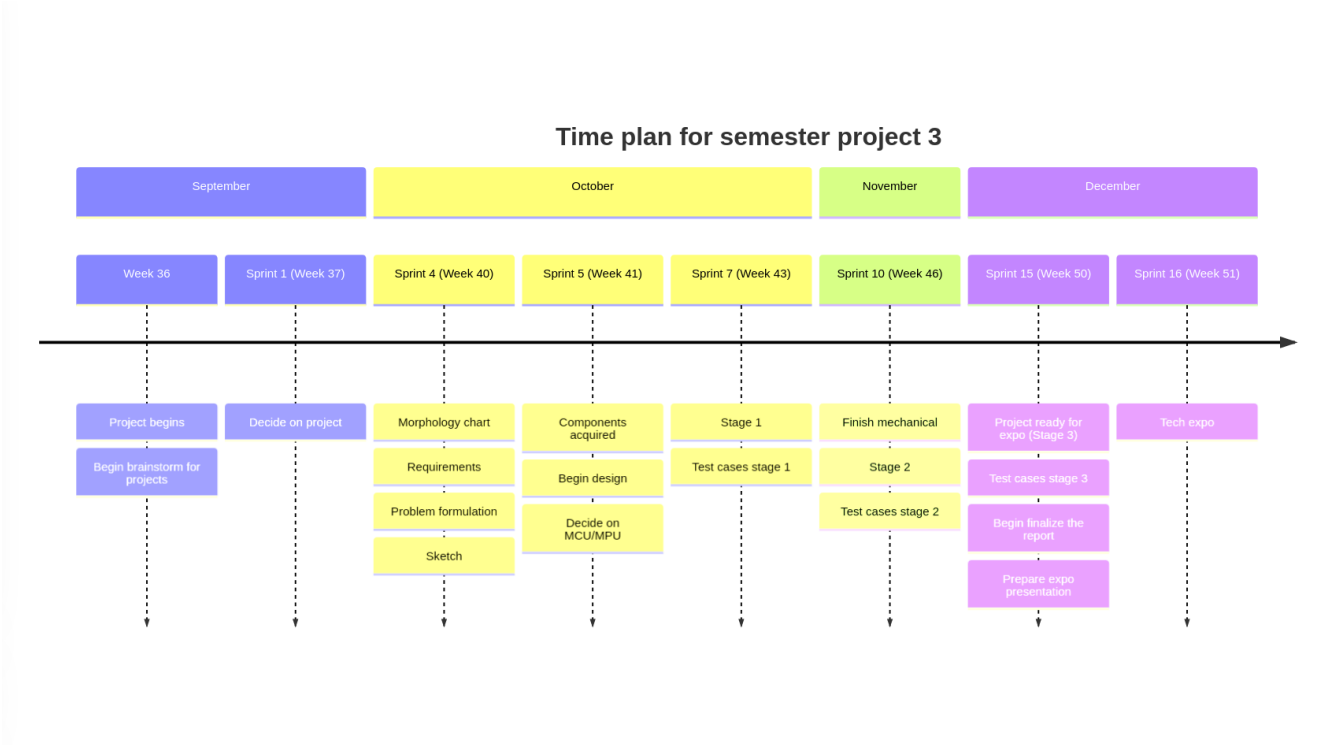 Time plan for semester project 3
September
October
November
December
Week 36
Sprint 1 (Week 37)
Sprint 4 (Week 40)
Sprint 5 (Week 41)
Sprint 7 (Week 43)
Sprint 10 (Week 46)
Sprint 15 (Week 50)
Sprint 16 (Week 51)
Project begins
Begin brainstorm for
projects
Decide on project
Morphology chart
Requirements
Problem formulation
Sketch
Components
acquired
Begin design
Decide on
MCU/MPU
Stage 1
Test cases stage 1
Finish mechanical
Stage 2
Test cases stage 2
Project ready for
expo (Stage 3)
Test cases stage 3
Begin finalize the
report
Prepare expo
presentation
Tech expo